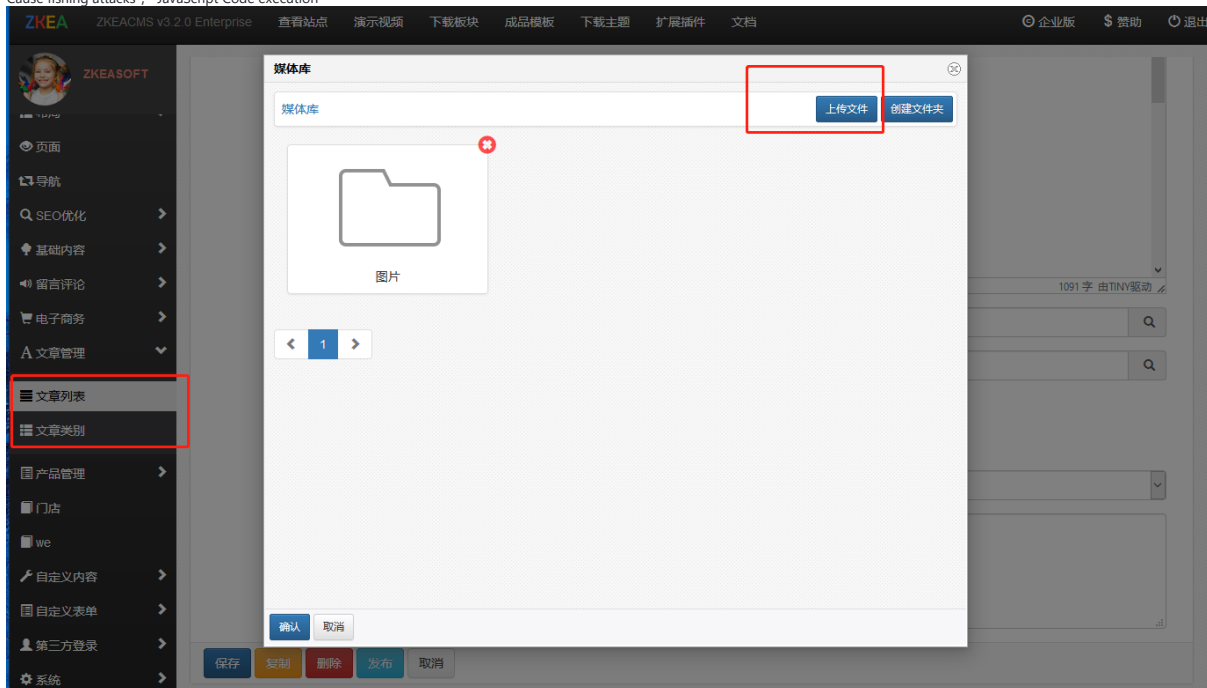 Cause fishing attacks , JavaScript Code execution
ZKEA ZKEACMS v3.2.0 Enterprise 查看站点 演示视频 下载板块 成品模板 下载主题 扩展插件 文档 企业版 $ 赞助 退出
ZKEASOFT
媒体库
媒体库 上传文件 创建文件夹
布局
页面
导航
SEO优化
基础内容
图片
留言评论
1091 字 由TINY驱动
电子商务
1
A 文章管理
文章列表
文章类别
产品管理
门店
we
自定义内容
自定义表单
确认 取消
第三方登录
保存 复制 删除 发布 取消
系统